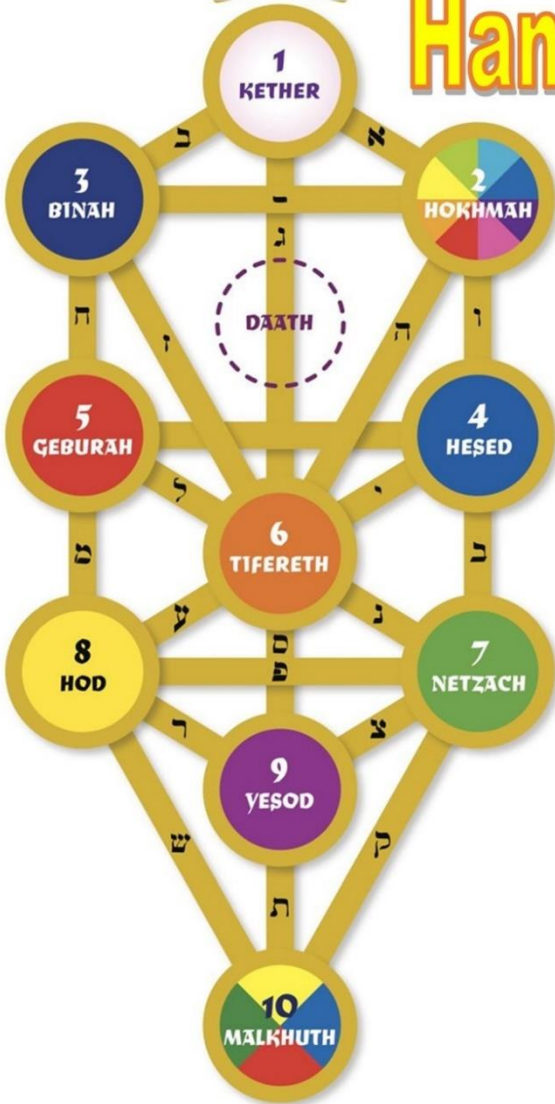 Han
1
KETHER
א
3
BINAH
2
HOKHMAH
ג
DAATH
ח
ז
ה
ו
5
GEBURAH
4
HESED
ל
י
6
TIFERETH
מ
8
HOD
7
NETZACH
ע
נ
ר
צ
9
YESOD
ש
ק
ת
10
MALKHUTH